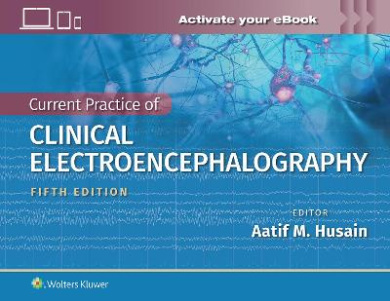 Activate your eBook
Current Practice of
CLINICAL
ELECTROENCEPHALOGRAPHY
FIFTH EDITION
EDITOR
Aatif M. Husain
Wolters Kluwer